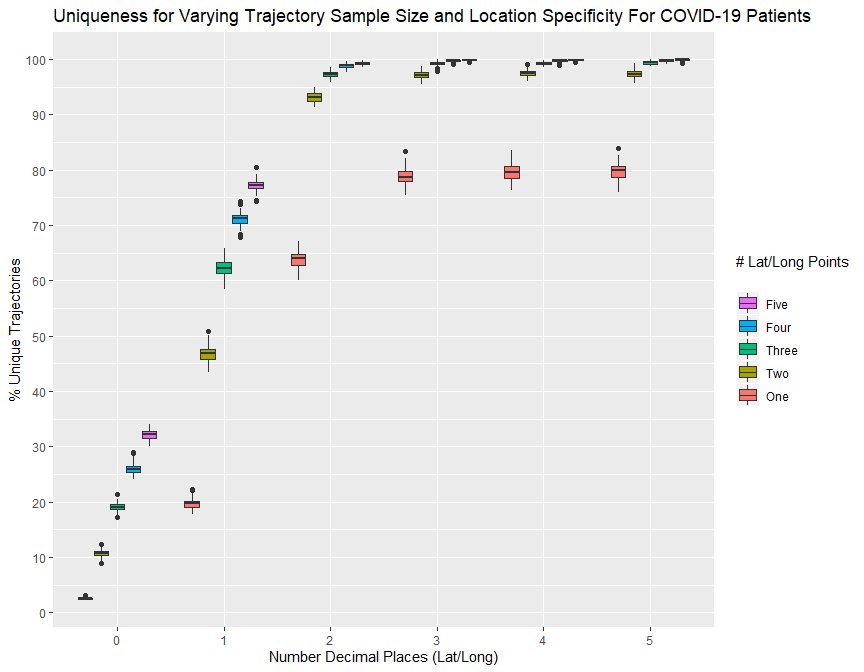 Uniqueness for Varying Trajectory Sample Size and Location Specificity For COVID-19 Patients
% Unique Trajectories
100
90
80
70
60
50
40
30
20
10
0
0 1 2 3 4 5
Number Decimal Places (Lat/Long)
# Lat/Long Points
Five
Four
Three
Two
One